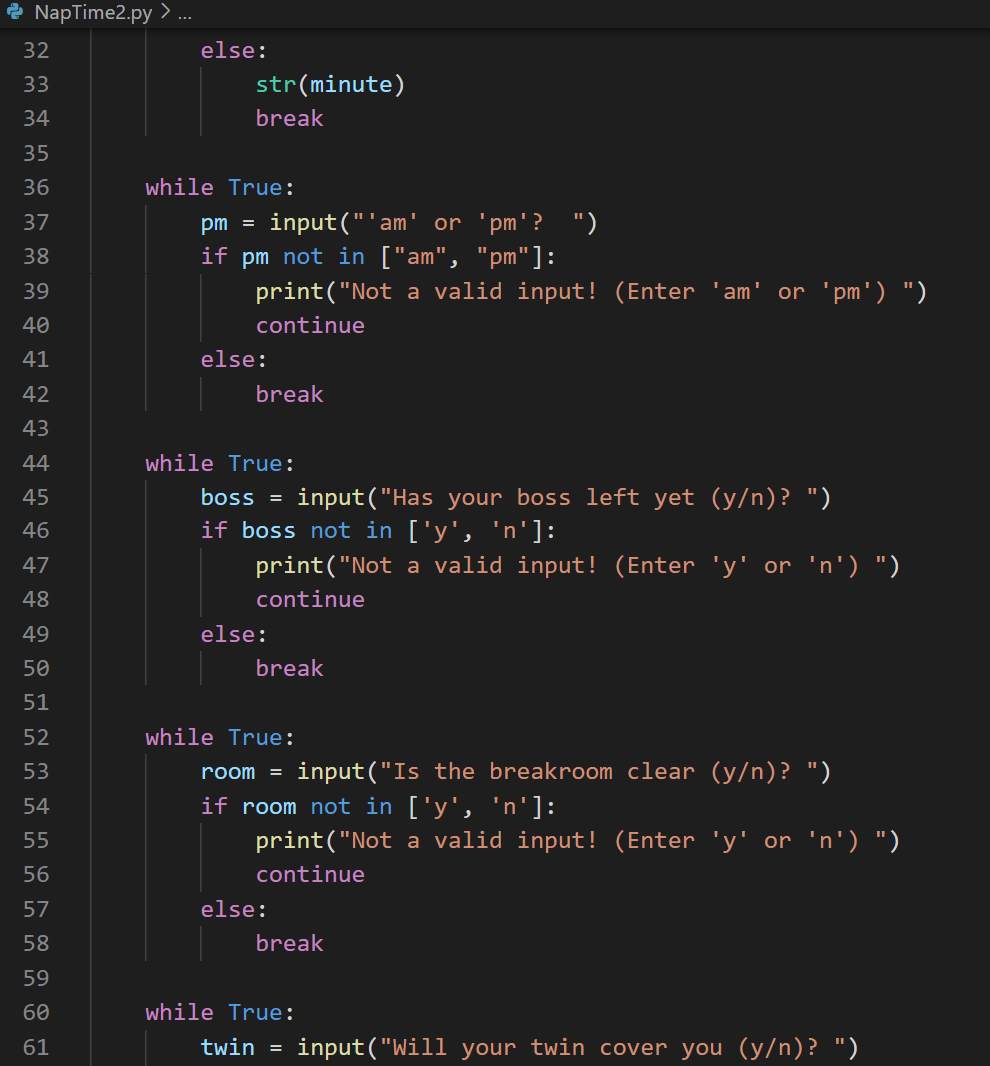 NapTime2.py > ...
32 else:
33 str(minute)
34 break
35
36 while True:
37 pm = input("'am' or 'pm'?  ")
38 if pm not in ["am", "pm"]:
39 print("Not a valid input! (Enter 'am' or 'pm') ")
40 continue
41 else:
42 break
43
44 while True:
45 boss = input("Has your boss left yet (y/n)? ")
46 if boss not in ['y', 'n']:
47 print("Not a valid input! (Enter 'y' or 'n') ")
48 continue
49 else:
50 break
51
52 while True:
53 room = input("Is the breakroom clear (y/n)? ")
54 if room not in ['y', 'n']:
55 print("Not a valid input! (Enter 'y' or 'n') ")
56 continue
57 else:
58 break
59
60 while True:
61 twin = input("Will your twin cover you (y/n)? ")